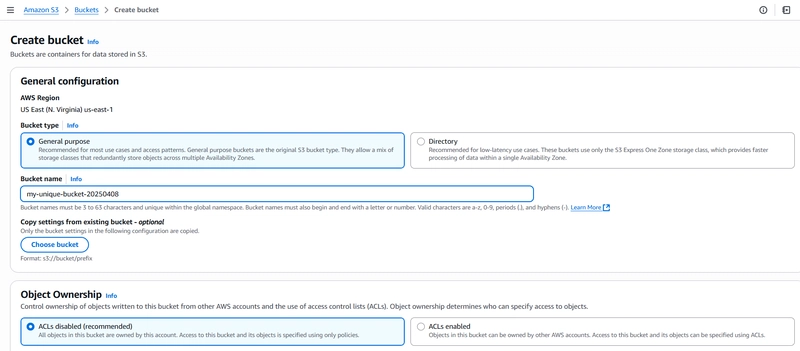 Amazon S3 > Buckets > Create bucket
Create bucket Info
Buckets are containers for data stored in S3.
General configuration
AWS Region
US East (N. Virginia) us-east-1
Bucket type Info
General purpose
Recommended for most use cases and access patterns. General purpose buckets are the original S3 bucket type. They allow a mix of
storage classes that redundantly store objects across multiple Availability Zones.
Directory
Recommended for low-latency use cases. These buckets use only the S3 Express One Zone storage class, which provides faster
processing of data within a single Availability Zone.
Bucket name Info
my-unique-bucket-20250408
Bucket names must be 3 to 63 characters and unique within the global namespace. Bucket names must also begin and end with a letter or number. Valid characters are a-z, 0-9, periods (.), and hyphens (-). Learn More
Copy settings from existing bucket - optional
Only the bucket settings in the following configuration are copied.
Choose bucket
Format: s3://bucket/prefix
Object Ownership Info
Control ownership of objects written to this bucket from other AWS accounts and the use of access control lists (ACLs). Object ownership determines who can specify access to objects.
ACLs disabled (recommended)
All objects in this bucket are owned by this account. Access to this bucket and its objects is specified using only policies.
ACLs enabled
Objects in this bucket can be owned by other AWS accounts. Access to this bucket and its objects can be specified using ACLs.